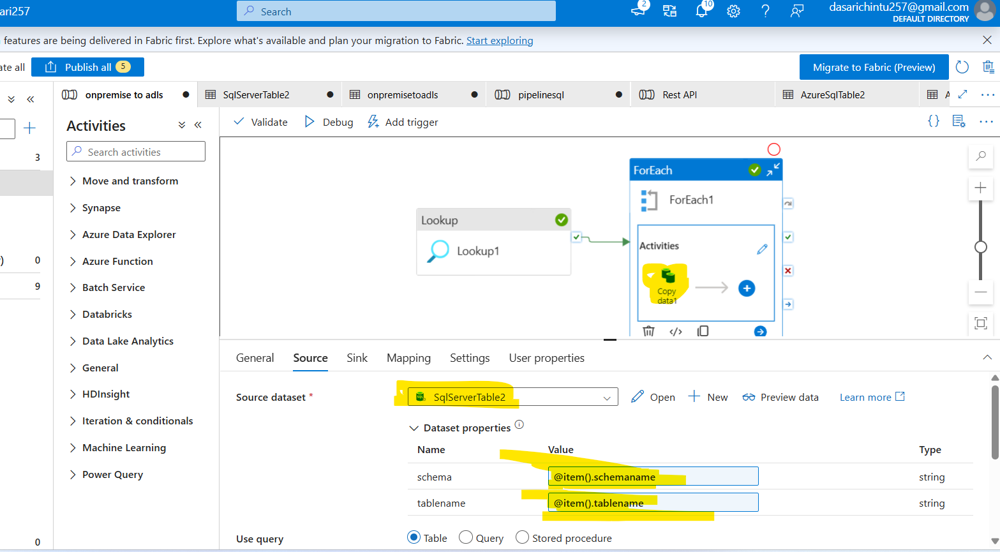 ari257
Search
2
10
dasarichintu257@gmail.com
DEFAULT DIRECTORY
features are being delivered in Fabric first. Explore what's available and plan your migration to Fabric. Start exploring
ate all
Publish all 5
Migrate to Fabric (Preview)
onpremise to adls
SqlServerTable2
onpremisetoadls
pipelinesql
Rest API
AzureSqlTable2
A
Activities
Validate
Debug
Add trigger
Search activities
3
Move and transform
Synapse
Azure Data Explorer
Azure Function
) 0
Batch Service
9
Databricks
Data Lake Analytics
General
HDInsight
Iteration & conditionals
Machine Learning
Power Query
0
Lookup
Lookup1
ForEach
ForEach1
Activities
Copy
data1
General
Source
Sink
Mapping
Settings
User properties
Source dataset *
SQL
SqlServerTable2
Open
New
Preview data
Learn more
Dataset properties
Name Value Type
schema @item().schemaname string
tablename @item().tablename string
Use query
Table
Query
Stored procedure